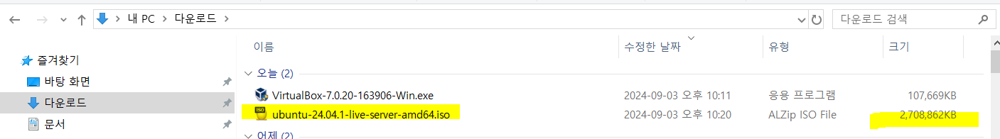 내 PC > 다운로드 >
다운로드 검색
즐겨찾기
바탕 화면
다운로드
문서
이름 수정한 날짜 유형 크기
오늘 (2)
VirtualBox-7.0.20-163906-Win.exe 2024-09-03 오후 10:11 응용 프로그램 107,669KB
ISO ubuntu-24.04.1-live-server-amd64.iso 2024-09-03 오후 10:20 ALZip ISO File 2,708,862KB
어제 (2)